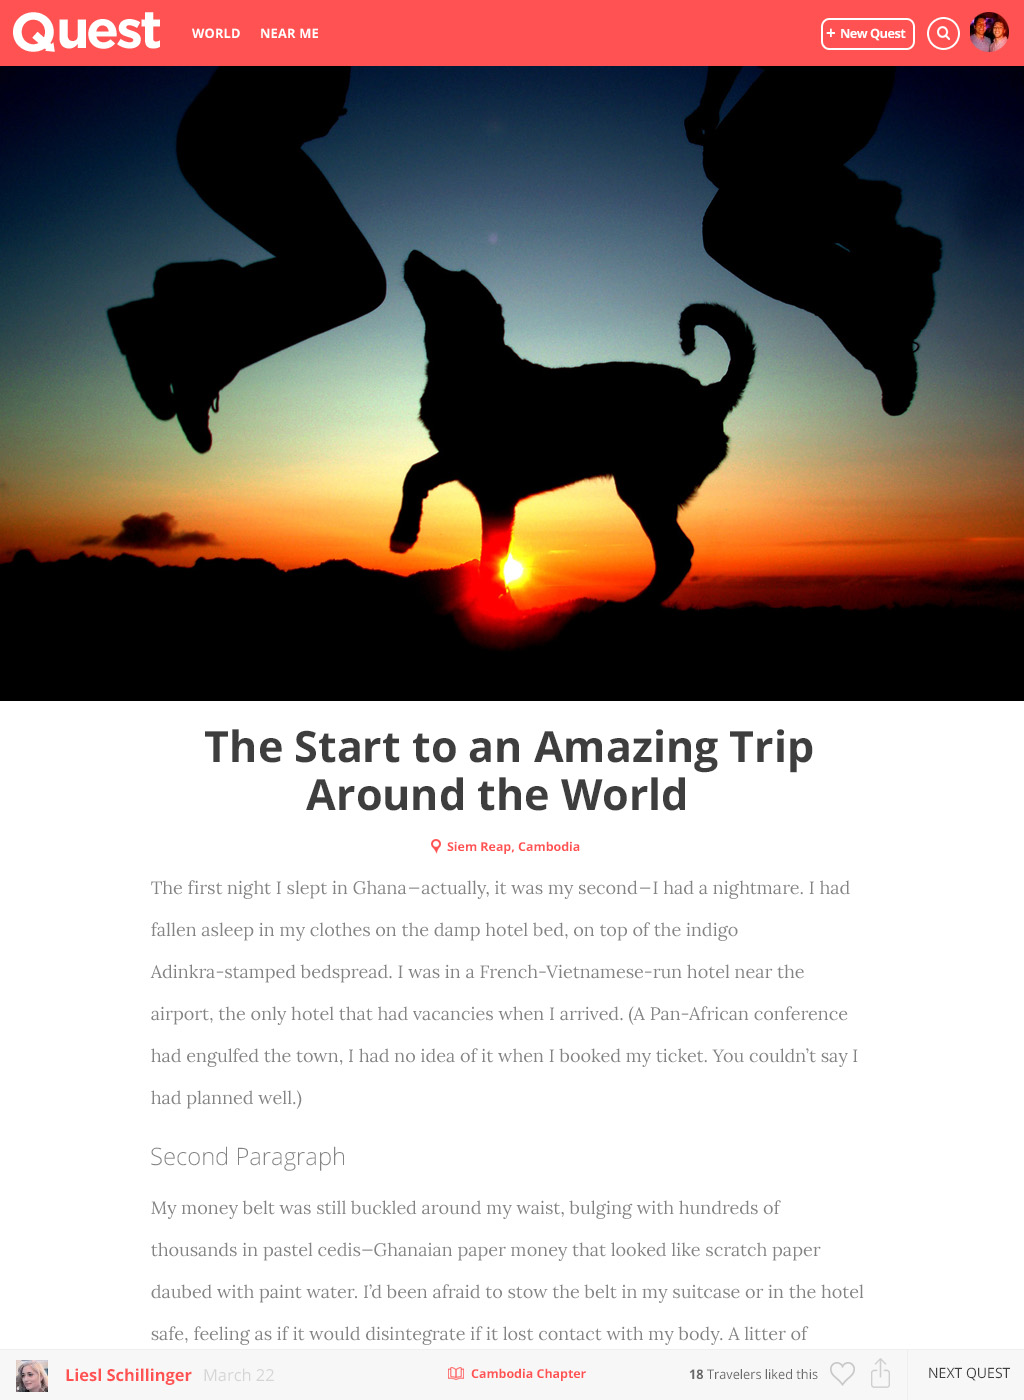 Quest
WORLD
NEAR ME
+ New Quest
The Start to an Amazing Trip
Around the World
Siem Reap, Cambodia
The first night I slept in Ghana—actually, it was my second—I had a nightmare. I had
fallen asleep in my clothes on the damp hotel bed, on top of the indigo
Adinkra-stamped bedspread. I was in a French-Vietnamese-run hotel near the
airport, the only hotel that had vacancies when I arrived. (A Pan-African conference
had engulfed the town, I had no idea of it when I booked my ticket. You couldn’t say I
had planned well.)
Second Paragraph
My money belt was still buckled around my waist, bulging with hundreds of
thousands in pastel cedis—Ghanaian paper money that looked like scratch paper
daubed with paint water. I’d been afraid to stow the belt in my suitcase or in the hotel
safe, feeling as if it would disintegrate if it lost contact with my body. A litter of
Liesl Schillinger March 22
Cambodia Chapter
18 Travelers liked this
NEXT QUEST